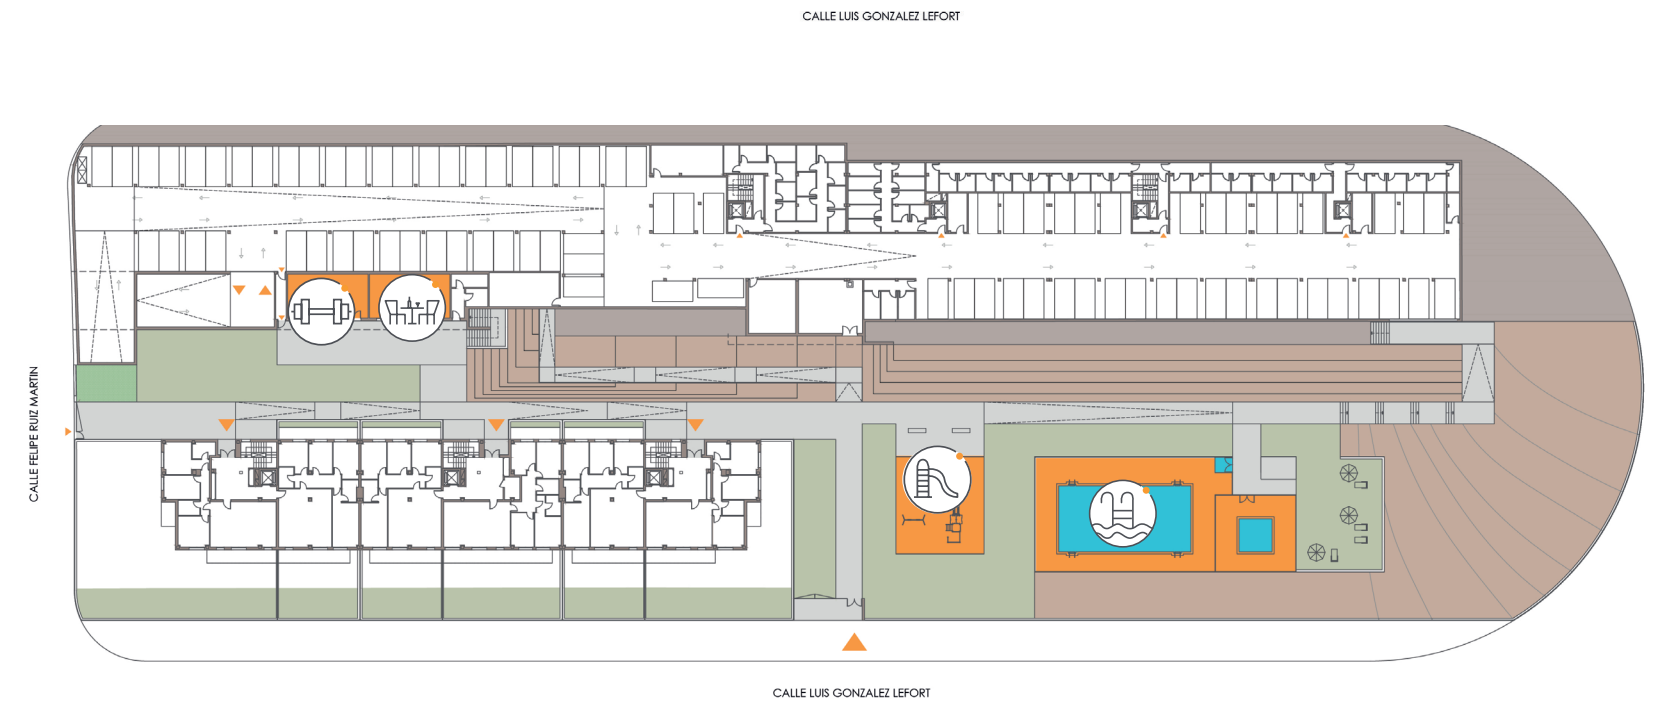 CALLE LUIS GONZALEZ LEFORT
CALLE FELIPE RUIZ MARTIN
CALLE LUIS GONZALEZ LEFORT